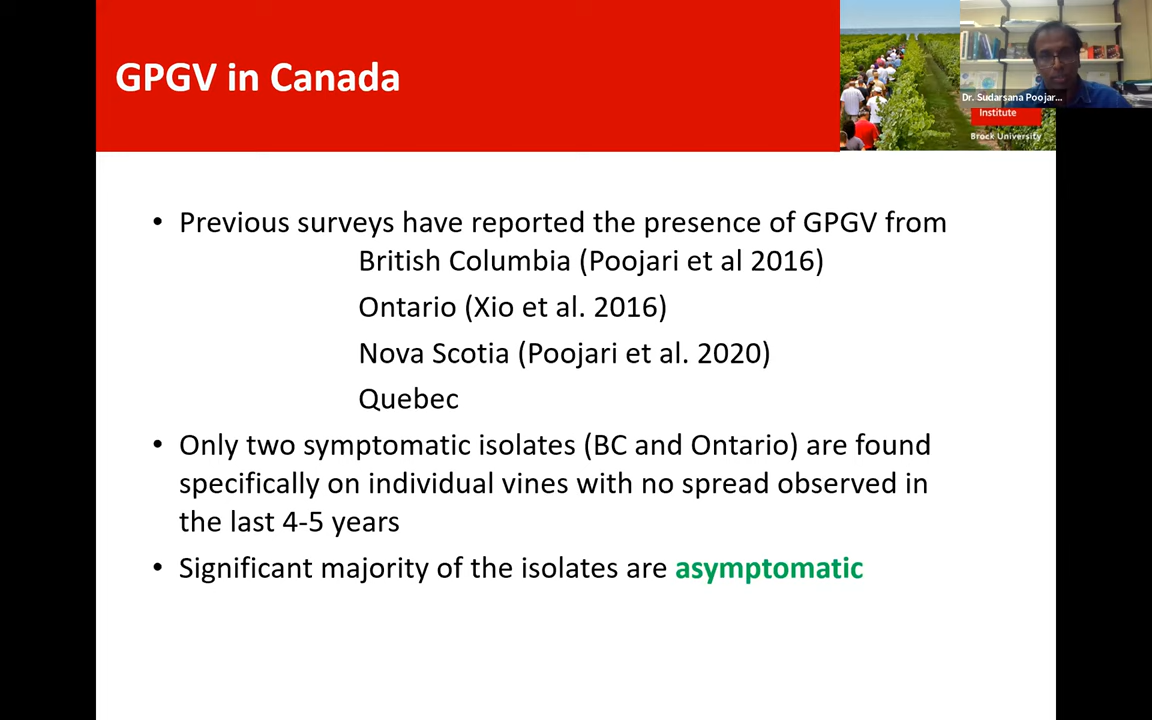 GPGV in Canada
Dr. Sudarsana Poojar...
Institute
Brock University
• Previous surveys have reported the presence of GPGV from
British Columbia (Poojari et al 2016)
Ontario (Xio et al. 2016)
Nova Scotia (Poojari et al. 2020)
Quebec
• Only two symptomatic isolates (BC and Ontario) are found
specifically on individual vines with no spread observed in
the last 4-5 years
• Significant majority of the isolates are asymptomatic